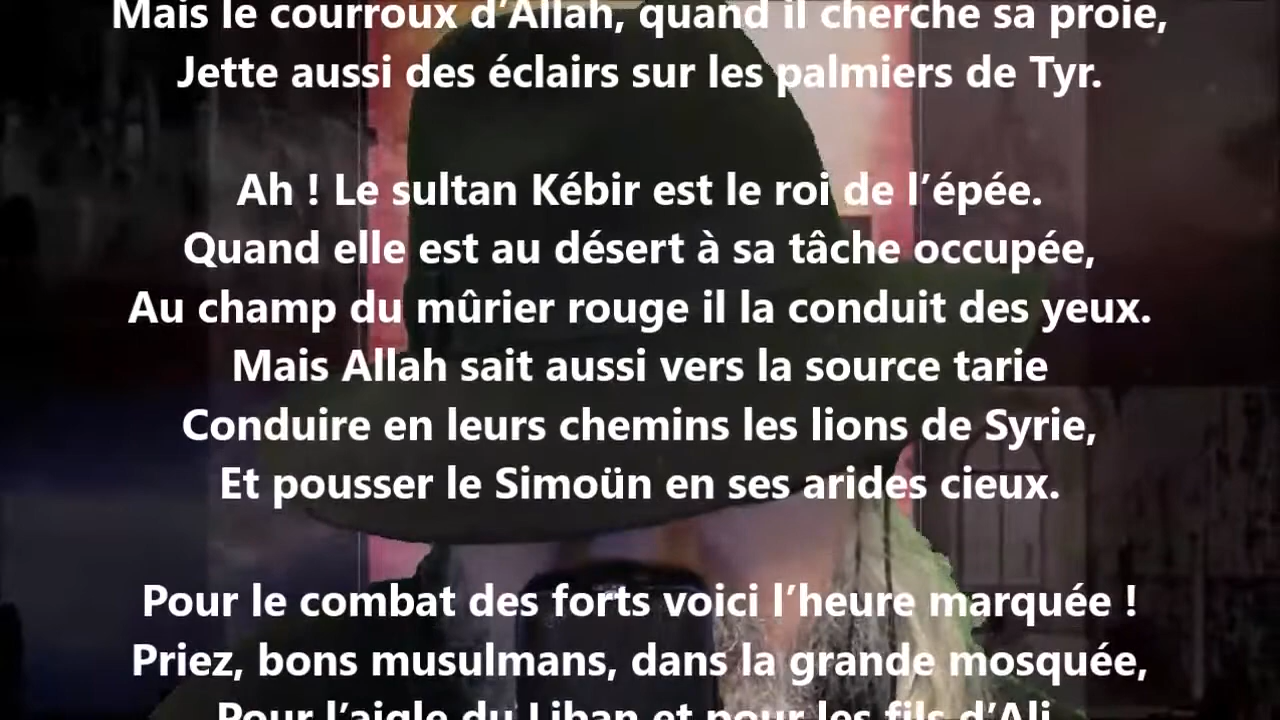 Mais le courroux d’Allah, quand il cherche sa proie,
Jette aussi des éclairs sur les palmiers de Tyr.
Ah ! Le sultan Kébir est le roi de l’épée.
Quand elle est au désert à sa tâche occupée,
Au champ du mûrier rouge il la conduit des yeux.
Mais Allah sait aussi vers la source tarie
Conduire en leurs chemins les lions de Syrie,
Et pousser le Simoün en ses arides cieux.
Pour le combat des forts voici l’heure marquée !
Priez, bons musulmans, dans la grande mosquée,
Pour l’aigle du Liban et pour les fils d’Ali